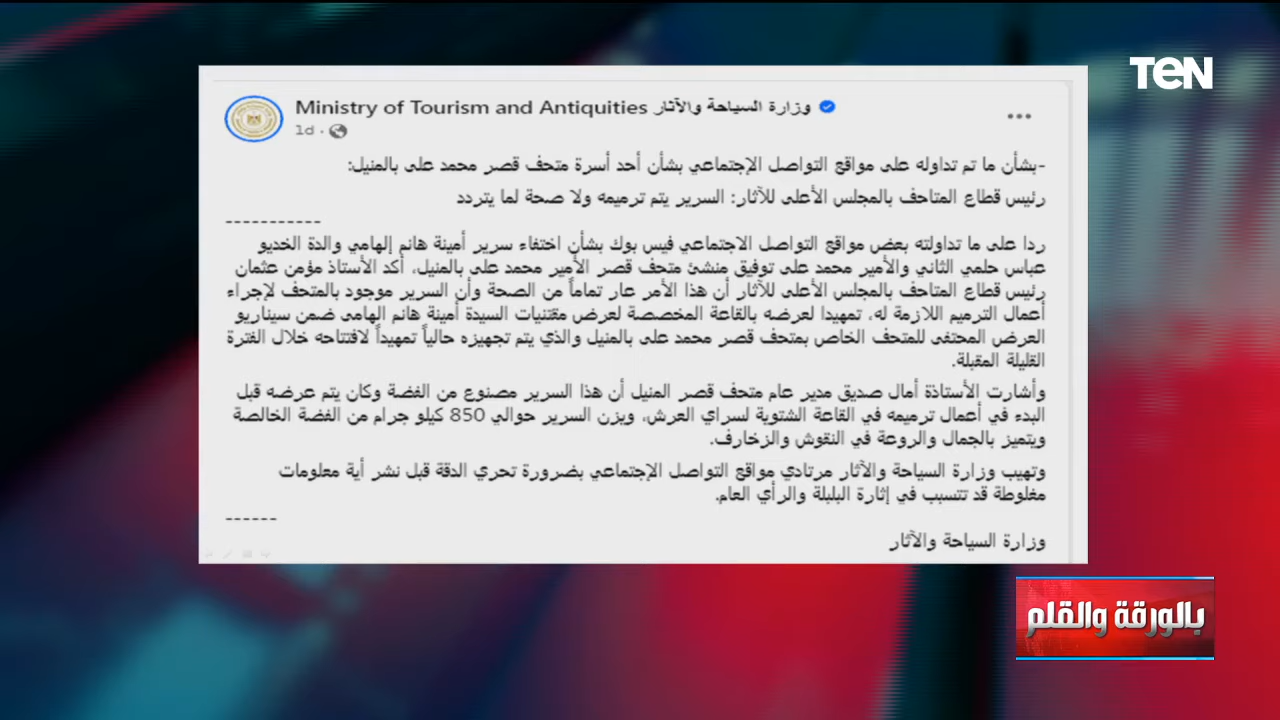 TEN
Ministry of Tourism and Antiquities وزارة السياحة والآثار
1d
-بشأن ما تم تداوله على مواقع التواصل الإجتماعي بشأن أحد أسرة متحف قصر محمد على بالمنيل:
رئيس قطاع المتاحف بالمجلس الأعلى للآثار: السرير يتم ترميمه ولا صحة لما يتردد
-----------
ردا على ما تداولته بعض مواقع التواصل الاجتماعي فيس بوك بشأن اختفاء سرير أمينة هانم إلهامي والدة الخديو
عباس حلمي الثاني والأمير محمد على توفيق منشئ متحف قصر الأمير محمد على بالمنيل، أكد الأستاذ مؤمن عثمان
رئيس قطاع المتاحف بالمجلس الأعلى للآثار أن هذا الأمر عار تماماً من الصحة وأن السرير موجود بالمتحف لإجراء
أعمال الترميم اللازمة له، تمهيدا لعرضه بالقاعة المخصصة لعرض مقتنيات السيدة أمينة هانم إلهامى ضمن سيناريو
العرض المتحفى للمتحف الخاص بمتحف قصر محمد على بالمنيل والذي يتم تجهيزه حالياً تمهيداً لافتتاحه خلال الفترة
القليلة المقبلة.
وأشارت الأستاذة أمال صديق مدير عام متحف قصر المنيل أن هذا السرير مصنوع من الفضة وكان يتم عرضه قبل
البدء في أعمال ترميمه في القاعة الشتوية لسراي العرش، ويزن السرير حوالي 850 كيلو جرام من الفضة الخالصة
ويتميز بالجمال والروعة في النقوش والزخارف.
وتهيب وزارة السياحة والآثار مرتادي مواقع التواصل الإجتماعي بضرورة تحري الدقة قبل نشر أية معلومات
مغلوطة قد تتسبب في إثارة البلبلة والرأي العام.
------
وزارة السياحة والآثار
بالورقة والقلم